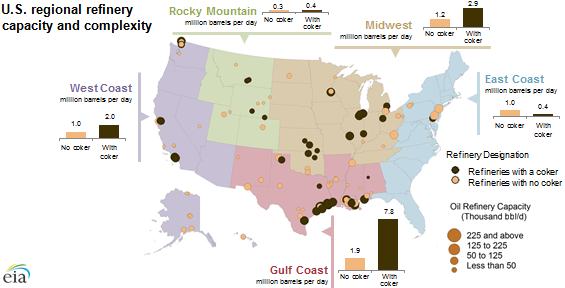 U.S. regional refinery
capacity and complexity
Rocky Mountain
million barrels per day
0.3
0.4
No coker
With
coker
Midwest
million barrels per day
1.2
2.9
No coker
With
coker
West Coast
million barrels per day
1.0
2.0
No coker
With
coker
East Coast
million barrels per day
1.0
0.4
No coker
With
coker
Refinery Designation
Refineries with a coker
Refineries with no coker
Oil Refinery Capacity
(Thousand bbl/d)
225 and above
125 to 225
50 to 125
Less than 50
Gulf Coast
million barrels per day
1.9
7.8
No coker
With
coker
eia